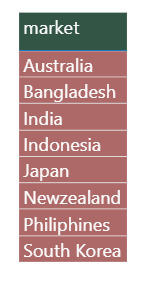 market
Australia
Bangladesh
India
Indonesia
Japan
Newzealand
Philiphines
South Korea